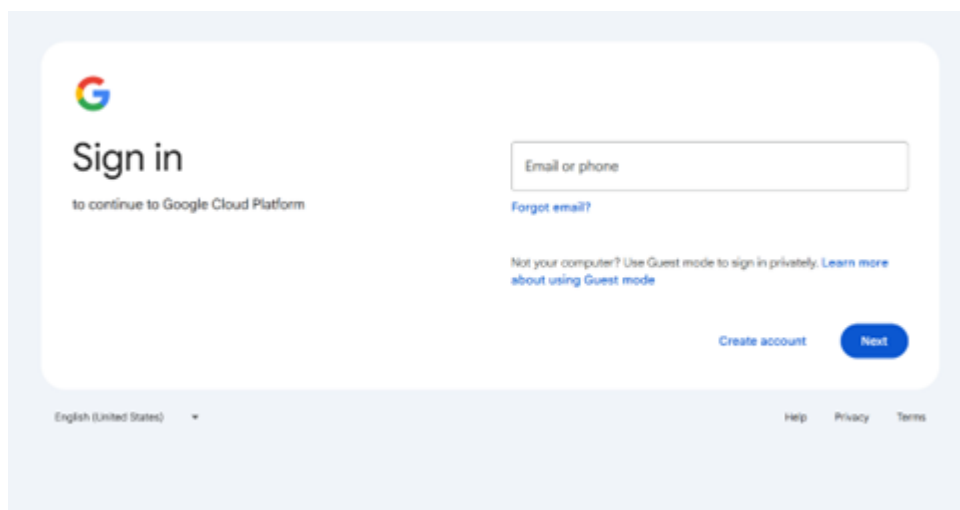 Sign in
to continue to Google Cloud Platform
Email or phone
Forgot email?
Not your computer? Use Guest mode to sign in privately. Learn more
about using Guest mode
Create account
Next
English (United States)
Help
Privacy
Terms